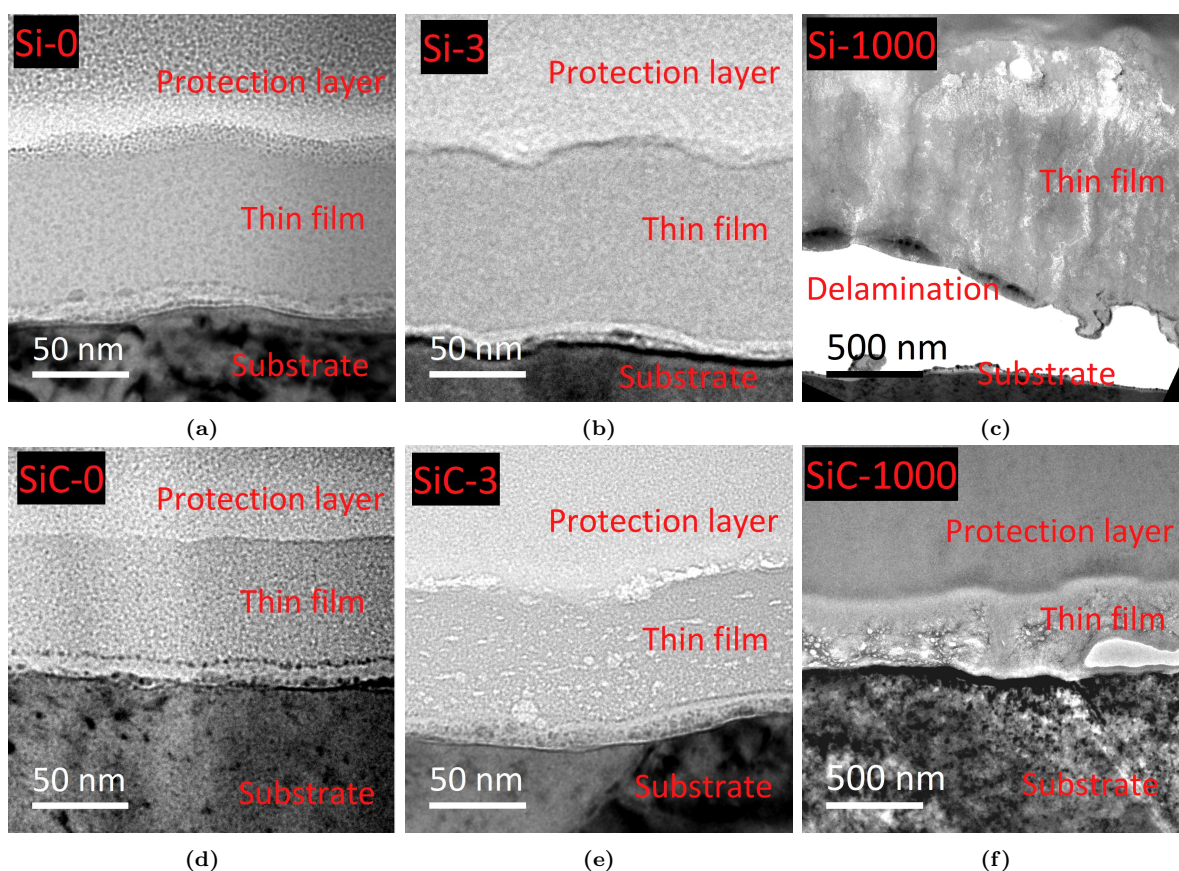 Si-0
Protection layer
Thin film
50 nm
Substrate
(a)
Si-3
Protection layer
Thin film
50 nm
Substrate
(b)
Si-1000
Thin film
Delamination
500 nm
Substrate
(c)
SiC-0
Protection layer
Thin film
50 nm
Substrate
(d)
SiC-3
Protection layer
Thin film
50 nm
Substrate
(e)
SiC-1000
Protection layer
Thin film
500 nm
Substrate
(f)